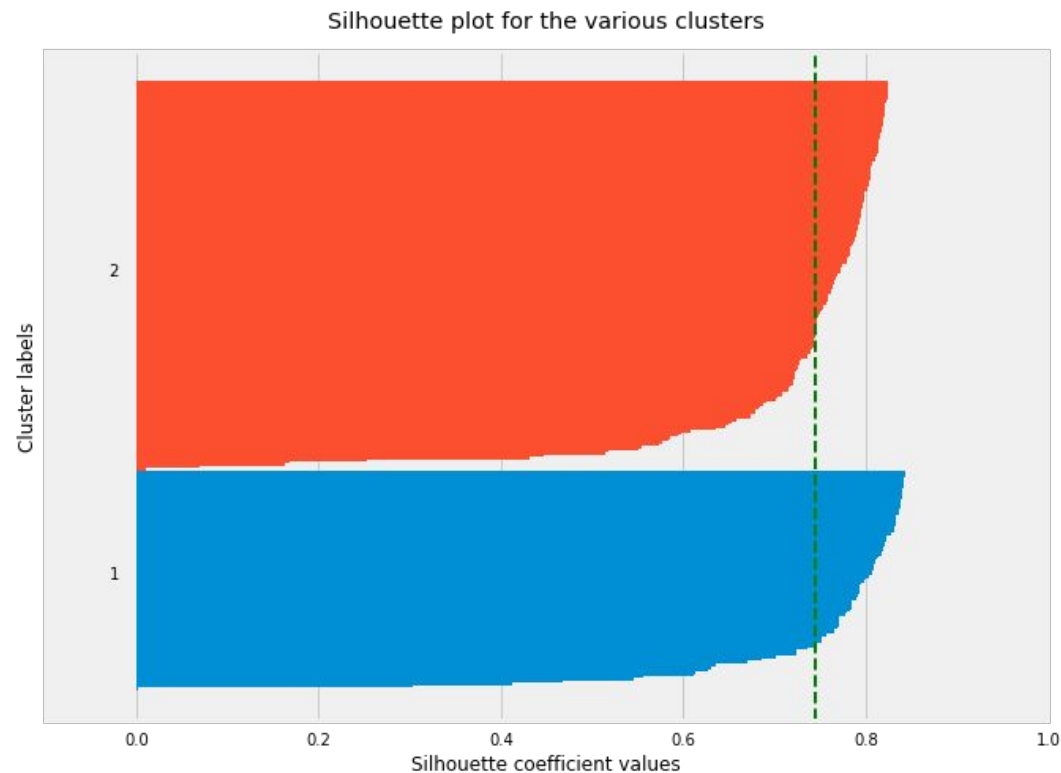 Silhouette plot for the various clusters
Cluster labels
2
1
0.0 0.2 0.4 0.6 0.8 1.0
Silhouette coefficient values